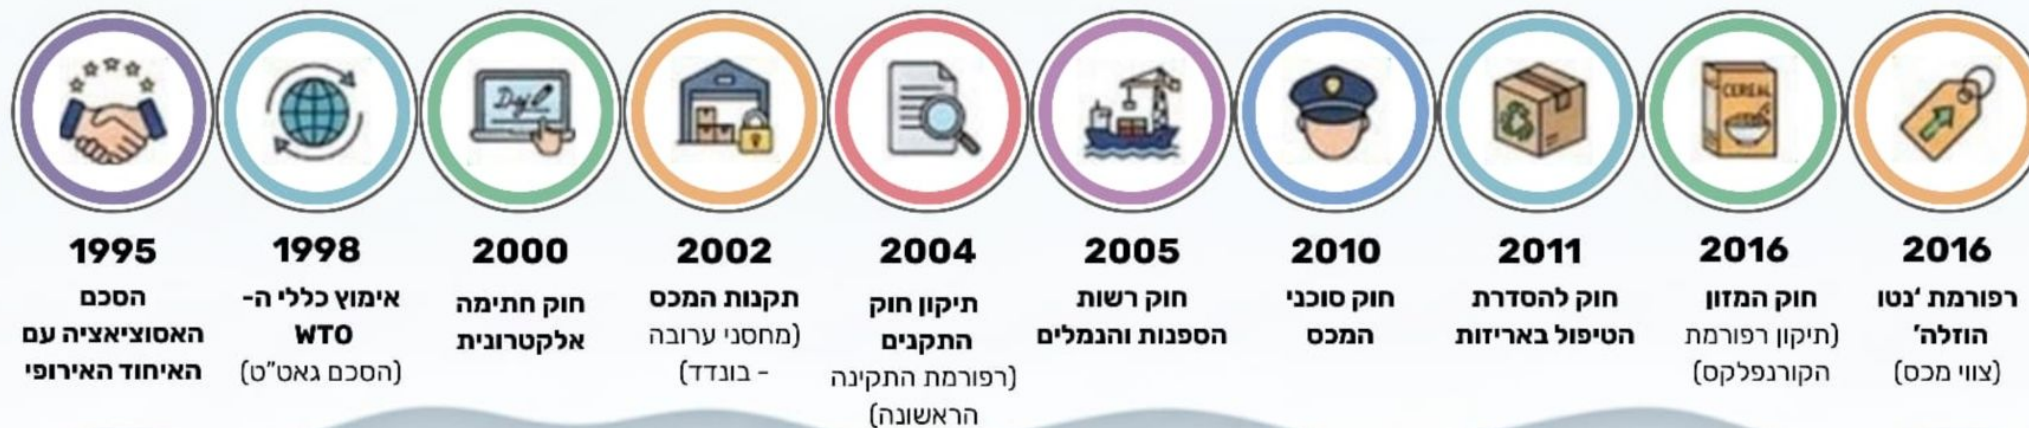 CEREAL
1995
הסכם
האסוציאציה עם
האיחוד האירופי
1998
אימוץ כללי ה-
WTO
(הסכם גאט"ט)
2000
חוק חתימה
אלקטרונית
2002
תקנות המכס
(מחסני ערובה
- בונדד)
2004
תיקון חוק
התקנים
(רפורמת התקינה
הראשונה)
2005
חוק רשות
הספנות והנמלים
2010
חוק סוכני
המכס
2011
חוק להסדרת
הטיפול באריזות
2016
חוק המזון
(תיקון רפורמת
הקורנפלקס)
2016
רפורמת 'נטו
הוזלה'
(צווי מכס)